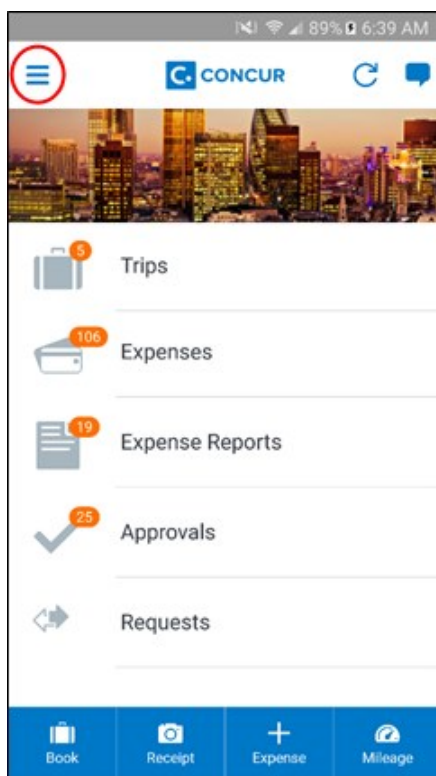 89% 6:39 AM
C. CONCUR
5
Trips
106
Expenses
19
Expense Reports
25
Approvals
Requests
Book Receipt Expense Mileage